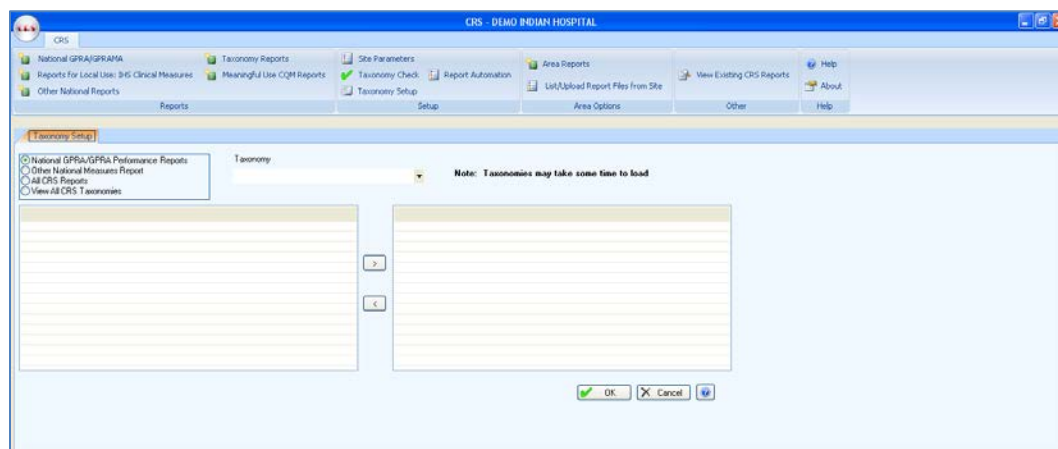 CRS - DEMO INDIAN HOSPITAL
CRS
National GPRA/GPRAMA
Reports for Local Use: IHS Clinical Measures
Other National Reports
Taxonomy Reports
Meaningful Use CQM Reports
Reports
Site Parameters
Taxonomy Check
Taxonomy Setup
Report Automation
Setup
Area Reports
List/Upload Report Files from Site
Area Options
View Existing CRS Reports
Other
Help
About
Help
Taxonomy Setup
National GPRA/GPRA Performance Reports
Other National Measures Report
All CRS Reports
View All CRS Taxonomies
Taxonomy
Note: Taxonomies may take some time to load
>
<
OK
Cancel
?